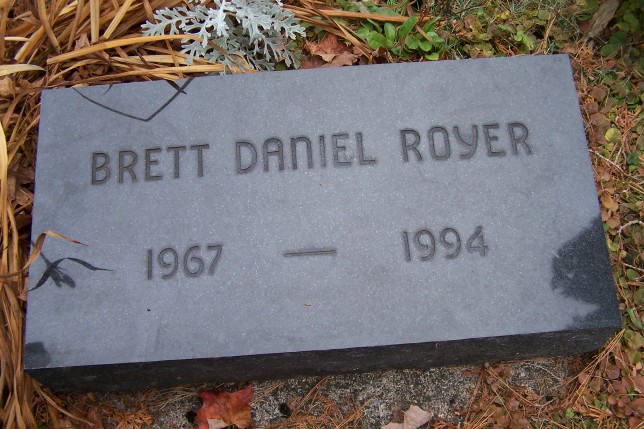 BRETT DANIEL ROYER
1967 — 1994